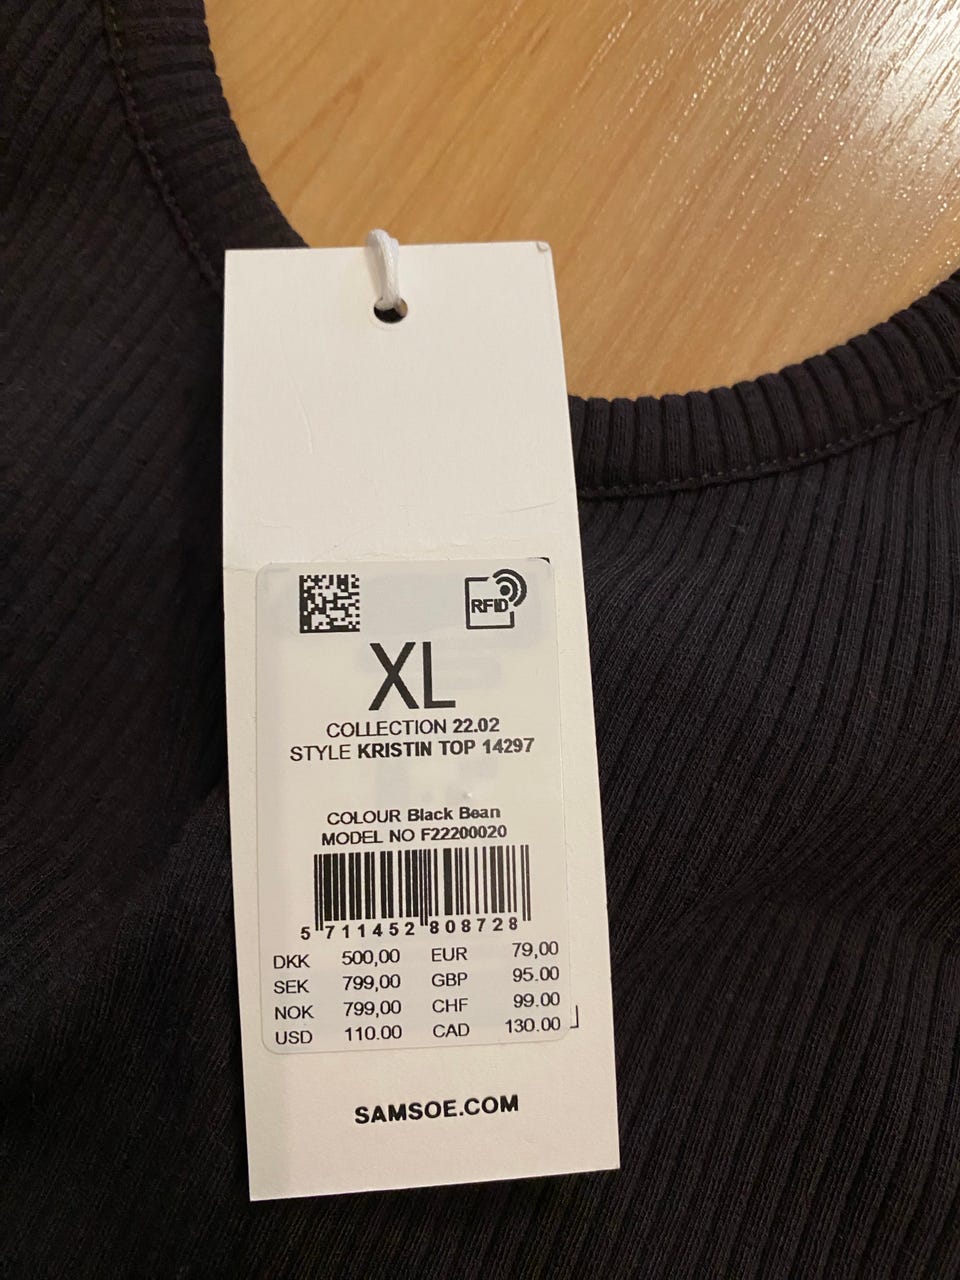 RFID
XL
COLLECTION 22.02
STYLE KRISTIN TOP 14297
COLOUR Black Bean
MODEL NO F22200020
5 711452 808728
DKK 500,00 EUR 79,00
SEK 799,00 GBP 95.00
NOK 799,00 CHF 99.00
USD 110.00 CAD 130.00
SAMSOE.COM